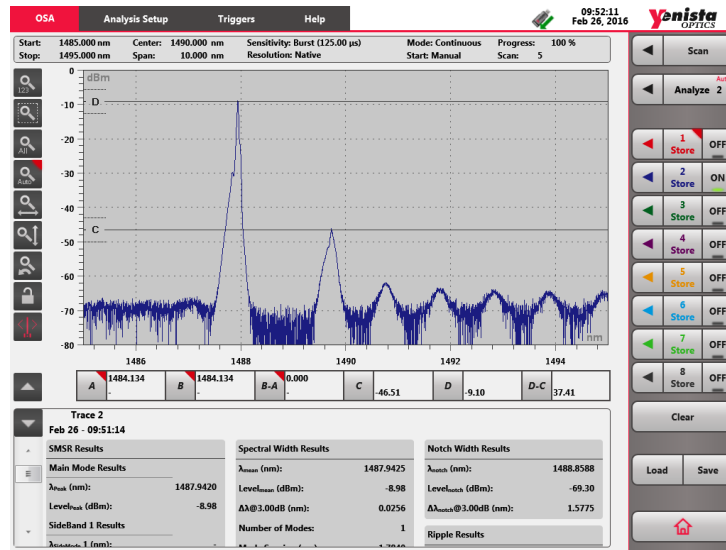 OSA Analysis Setup Triggers Help 09:52:11
Feb 26, 2016
Yenista
OPTICS
Start: 1485.000 nm Center: 1490.000 nm Sensitivity: Burst (125.00 µs) Mode: Continuous Progress: 100 %
Stop: 1495.000 nm Span: 10.000 nm Resolution: Native Start: Manual Scan: 5
Scan
Aut
Analyze 2
1 Store OFF
2 Store ON
3 Store OFF
4 Store OFF
5 Store OFF
6 Store OFF
7 Store OFF
8 Store OFF
Clear
Load Save
123
All
Auto
0 dBm
-10 D
-20
-30
-40
C
-50
-60
-70
-80 nm
1486 1488 1490 1492 1494
A 1484.134 - B 1484.134 - B-A 0.000 - C -46.51 D -9.10 D-C 37.41
Trace 2
Feb 26 - 09:51:14
SMSR Results Spectral Width Results Notch Width Results
Main Mode Results λmean (nm): 1487.9425 λnotch (nm): 1488.8588
λPeak (nm): 1487.9420 Levelmean (dBm): -8.98 Levelnotch (dBm): -69.30
LevelPeak (dBm): -8.98 Δλ@3.00dB (nm): 0.0256 Δλnotch@3.00dB (nm): 1.5775
SideBand 1 Results Number of Modes: 1 Ripple Results
λSideMode 1 (nm): -